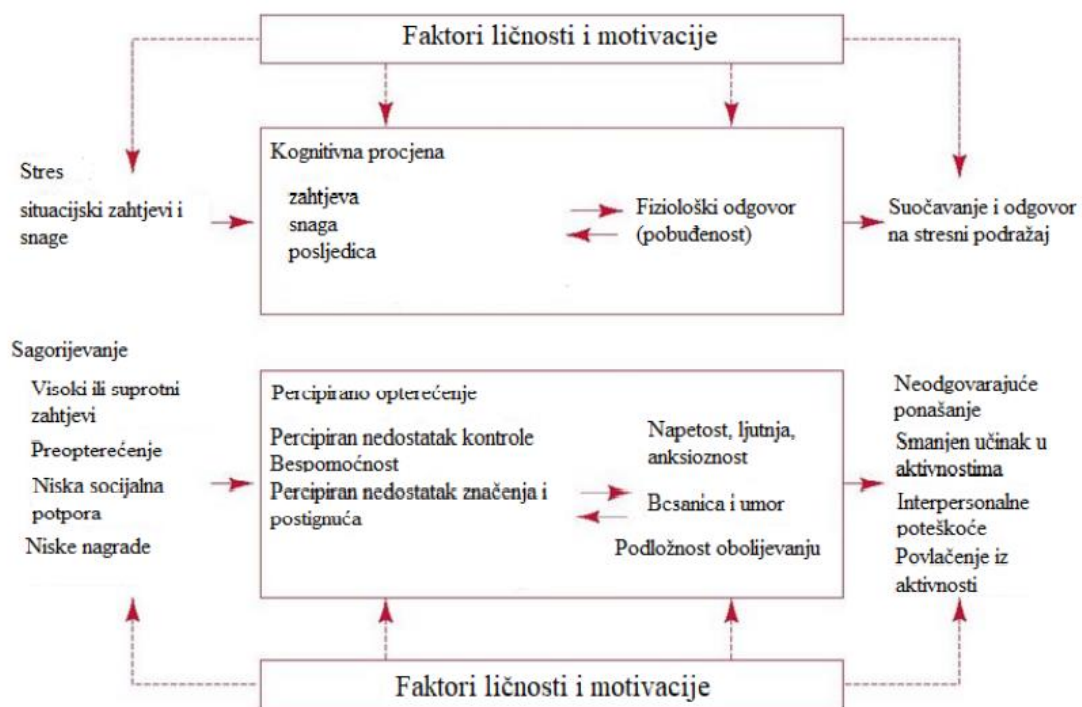 Faktori ličnosti i motivacije
Stres
situacijski zahtjevi i
snage
Kognitivna procjena
zahtjeva
snaga
posljedica
Fiziološki odgovor
(pobuđenost)
Suočavanje i odgovor
na stresni podražaj
Sagorijevanje
Visoki ili suprotni
zahtjevi
Preopterećenje
Niska socijalna
potpora
Niske nagrade
Percipirano opterećenje
Percipiran nedostatak kontrole
Bespomoćnost
Percipiran nedostatak značenja i
postignuća
Napetost, ljutnja,
anksioznost
Besanica i umor
Podložnost obolijevanju
Neodgovarajuće
ponašanje
Smanjen učinak u
aktivnostima
Interpersonalne
poteškoće
Povlačenje iz
aktivnosti
Faktori ličnosti i motivacije